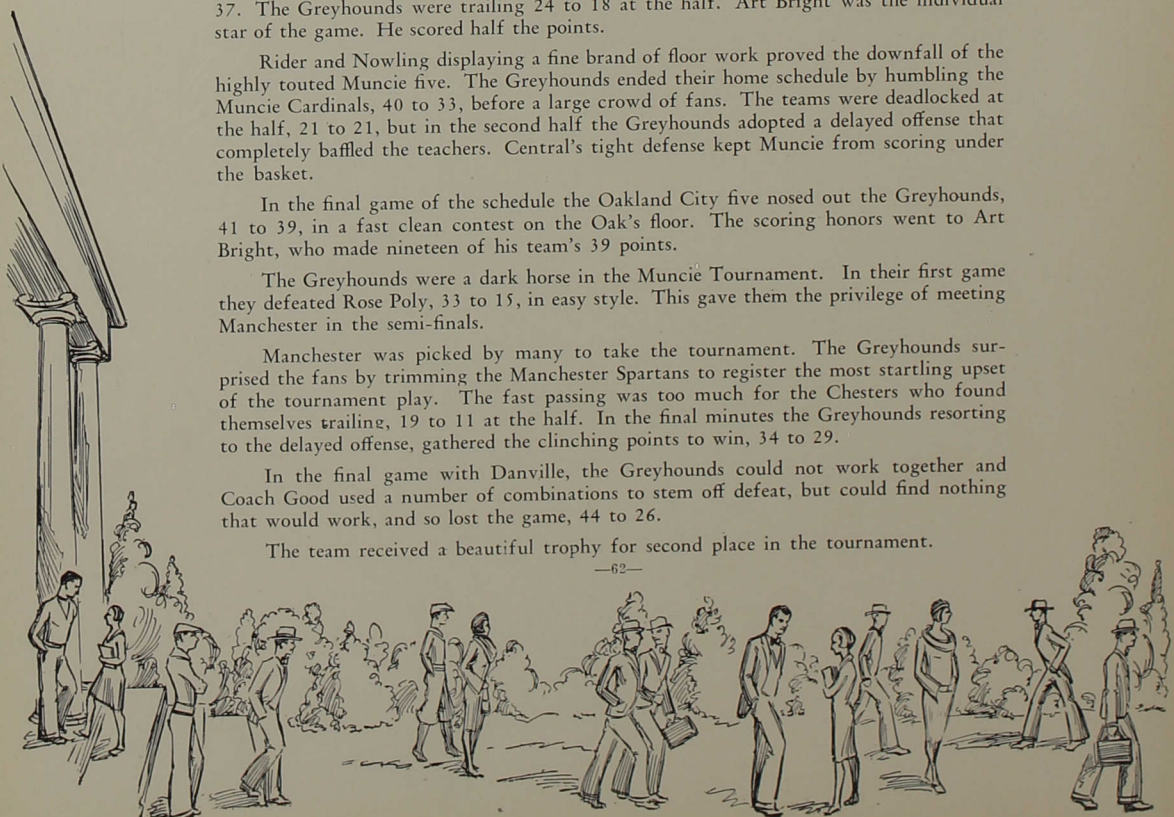 37. The Greyhounds were trailing 24 to 18 at the half. Art Bright was the individual
star of the game. He scored half the points.
Rider and Nowling displaying a fine brand of floor work proved the downfall of the
highly touted Muncie five. The Greyhounds ended their home schedule by humbling the
Muncie Cardinals, 40 to 33, before a large crowd of fans. The teams were deadlocked at
the half, 21 to 21, but in the second half the Greyhounds adopted a delayed offense that
completely baffled the teachers. Central's tight defense kept Muncie from scoring under
the basket.
In the final game of the schedule the Oakland City five nosed out the Greyhounds,
41 to 39, in a fast clean contest on the Oak's floor. The scoring honors went to Art
Bright, who made nineteen of his team's 39 points.
The Greyhounds were a dark horse in the Muncie Tournament. In their first game
they defeated Rose Poly, 33 to 15, in easy style. This gave them the privilege of meeting
Manchester in the semi-finals.
Manchester was picked by many to take the tournament. The Greyhounds sur-
prised the fans by trimming the Manchester Spartans to register the most startling upset
of the tournament play. The fast passing was too much for the Chesters who found
themselves trailing, 19 to 11 at the half. In the final minutes the Greyhounds resorting
to the delayed offense, gathered the clinching points to win, 34 to 29.
In the final game with Danville, the Greyhounds could not work together and
Coach Good used a number of combinations to stem off defeat, but could find nothing
that would work, and so lost the game, 44 to 26.
The team received a beautiful trophy for second place in the tournament.
—62—